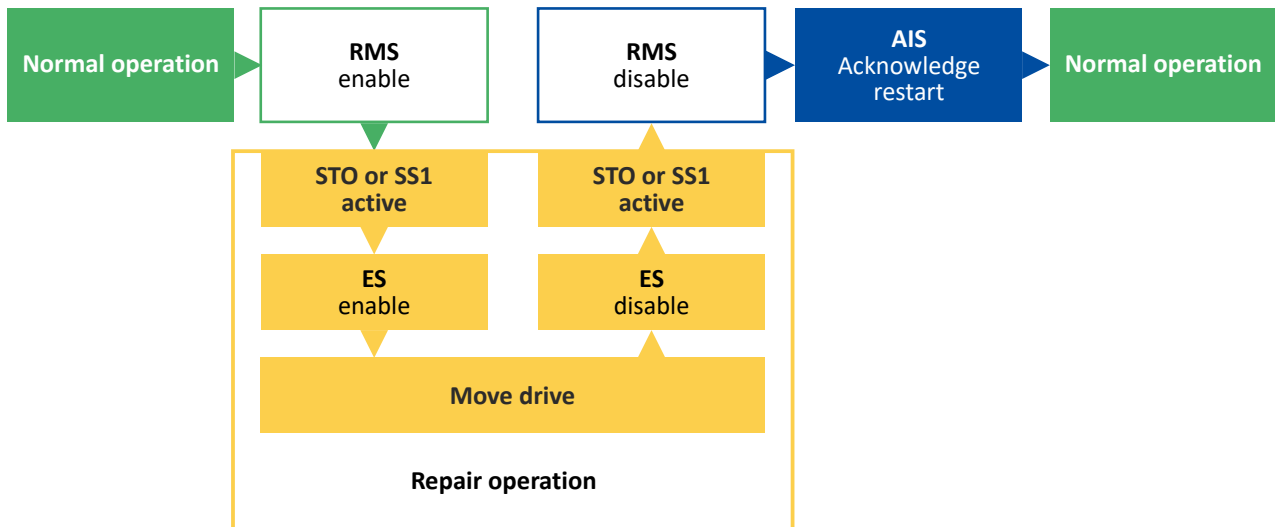 Normal operation
RMS
enable
RMS
disable
AIS
Acknowledge
restart
Normal operation
STO or SS1
active
STO or SS1
active
ES
enable
ES
disable
Move drive
Repair operation